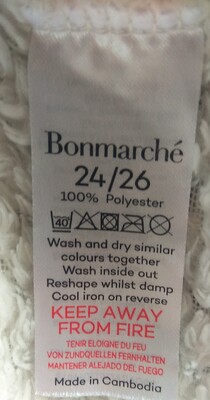 Bonmarché
24/26
100% Polyester
40
Wash and dry similar
colours together
Wash inside out
Reshape whilst damp
Cool iron on reverse
KEEP AWAY
FROM FIRE
TENIR ELOIGNE DU FEU
VON ZUNDQUELLEN FERNHALTEN
MANTENER ALEJADO DEL FUEGO
Made in Cambodia